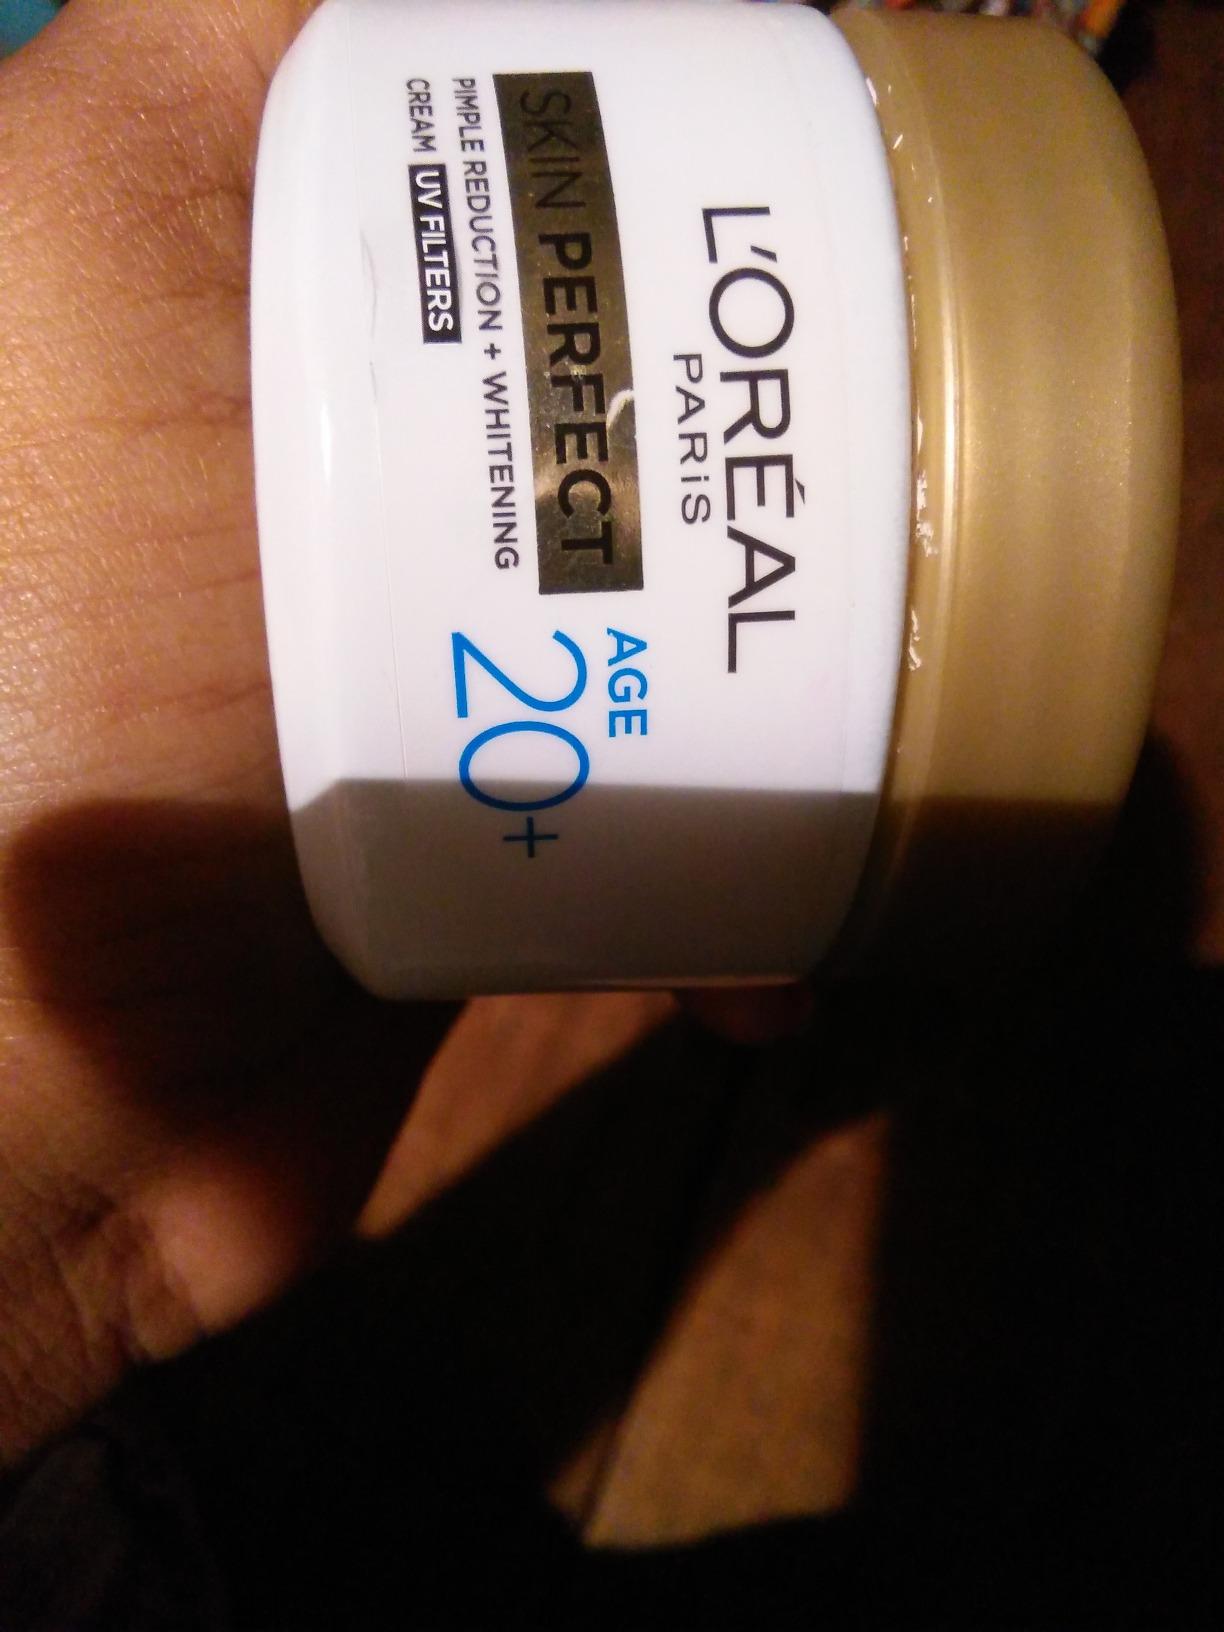 L'ORÉAL
PARiS
SKIN PERFECT
AGE
20+
PIMPLE REDUCTION + WHITENING
CREAM UV FILTERS